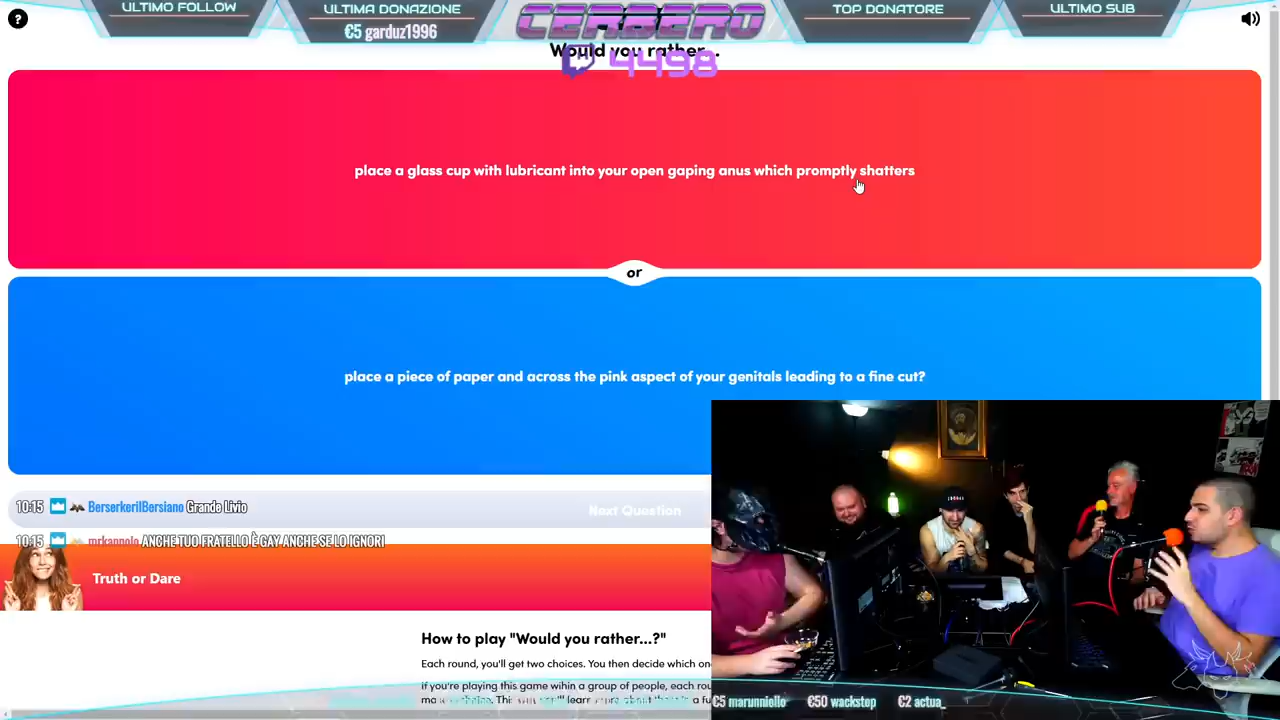 ULTIMO FOLLOW
ULTIMA DONAZIONE
€5 garduz1996
CERBERO
TOP DONATORE
ULTIMO SUB
Would you rather...
4498
place a glass cup with lubricant into your open gaping anus which promptly shatters
or
place a piece of paper and across the pink aspect of your genitals leading to a fine cut?
10:15 BerserkerilBersiano Grande Livio
Next Question
10:15 mrkappolo ANCHE TUO FRATELLO È GAY ANCHE SE LO IGNORI
Truth or Dare
How to play "Would you rather...?"
Each round, you'll get two choices. You then decide which on
if you're playing this game wihin a group of people, each rou
€5 marunniello €50 wackstep €2 actua_